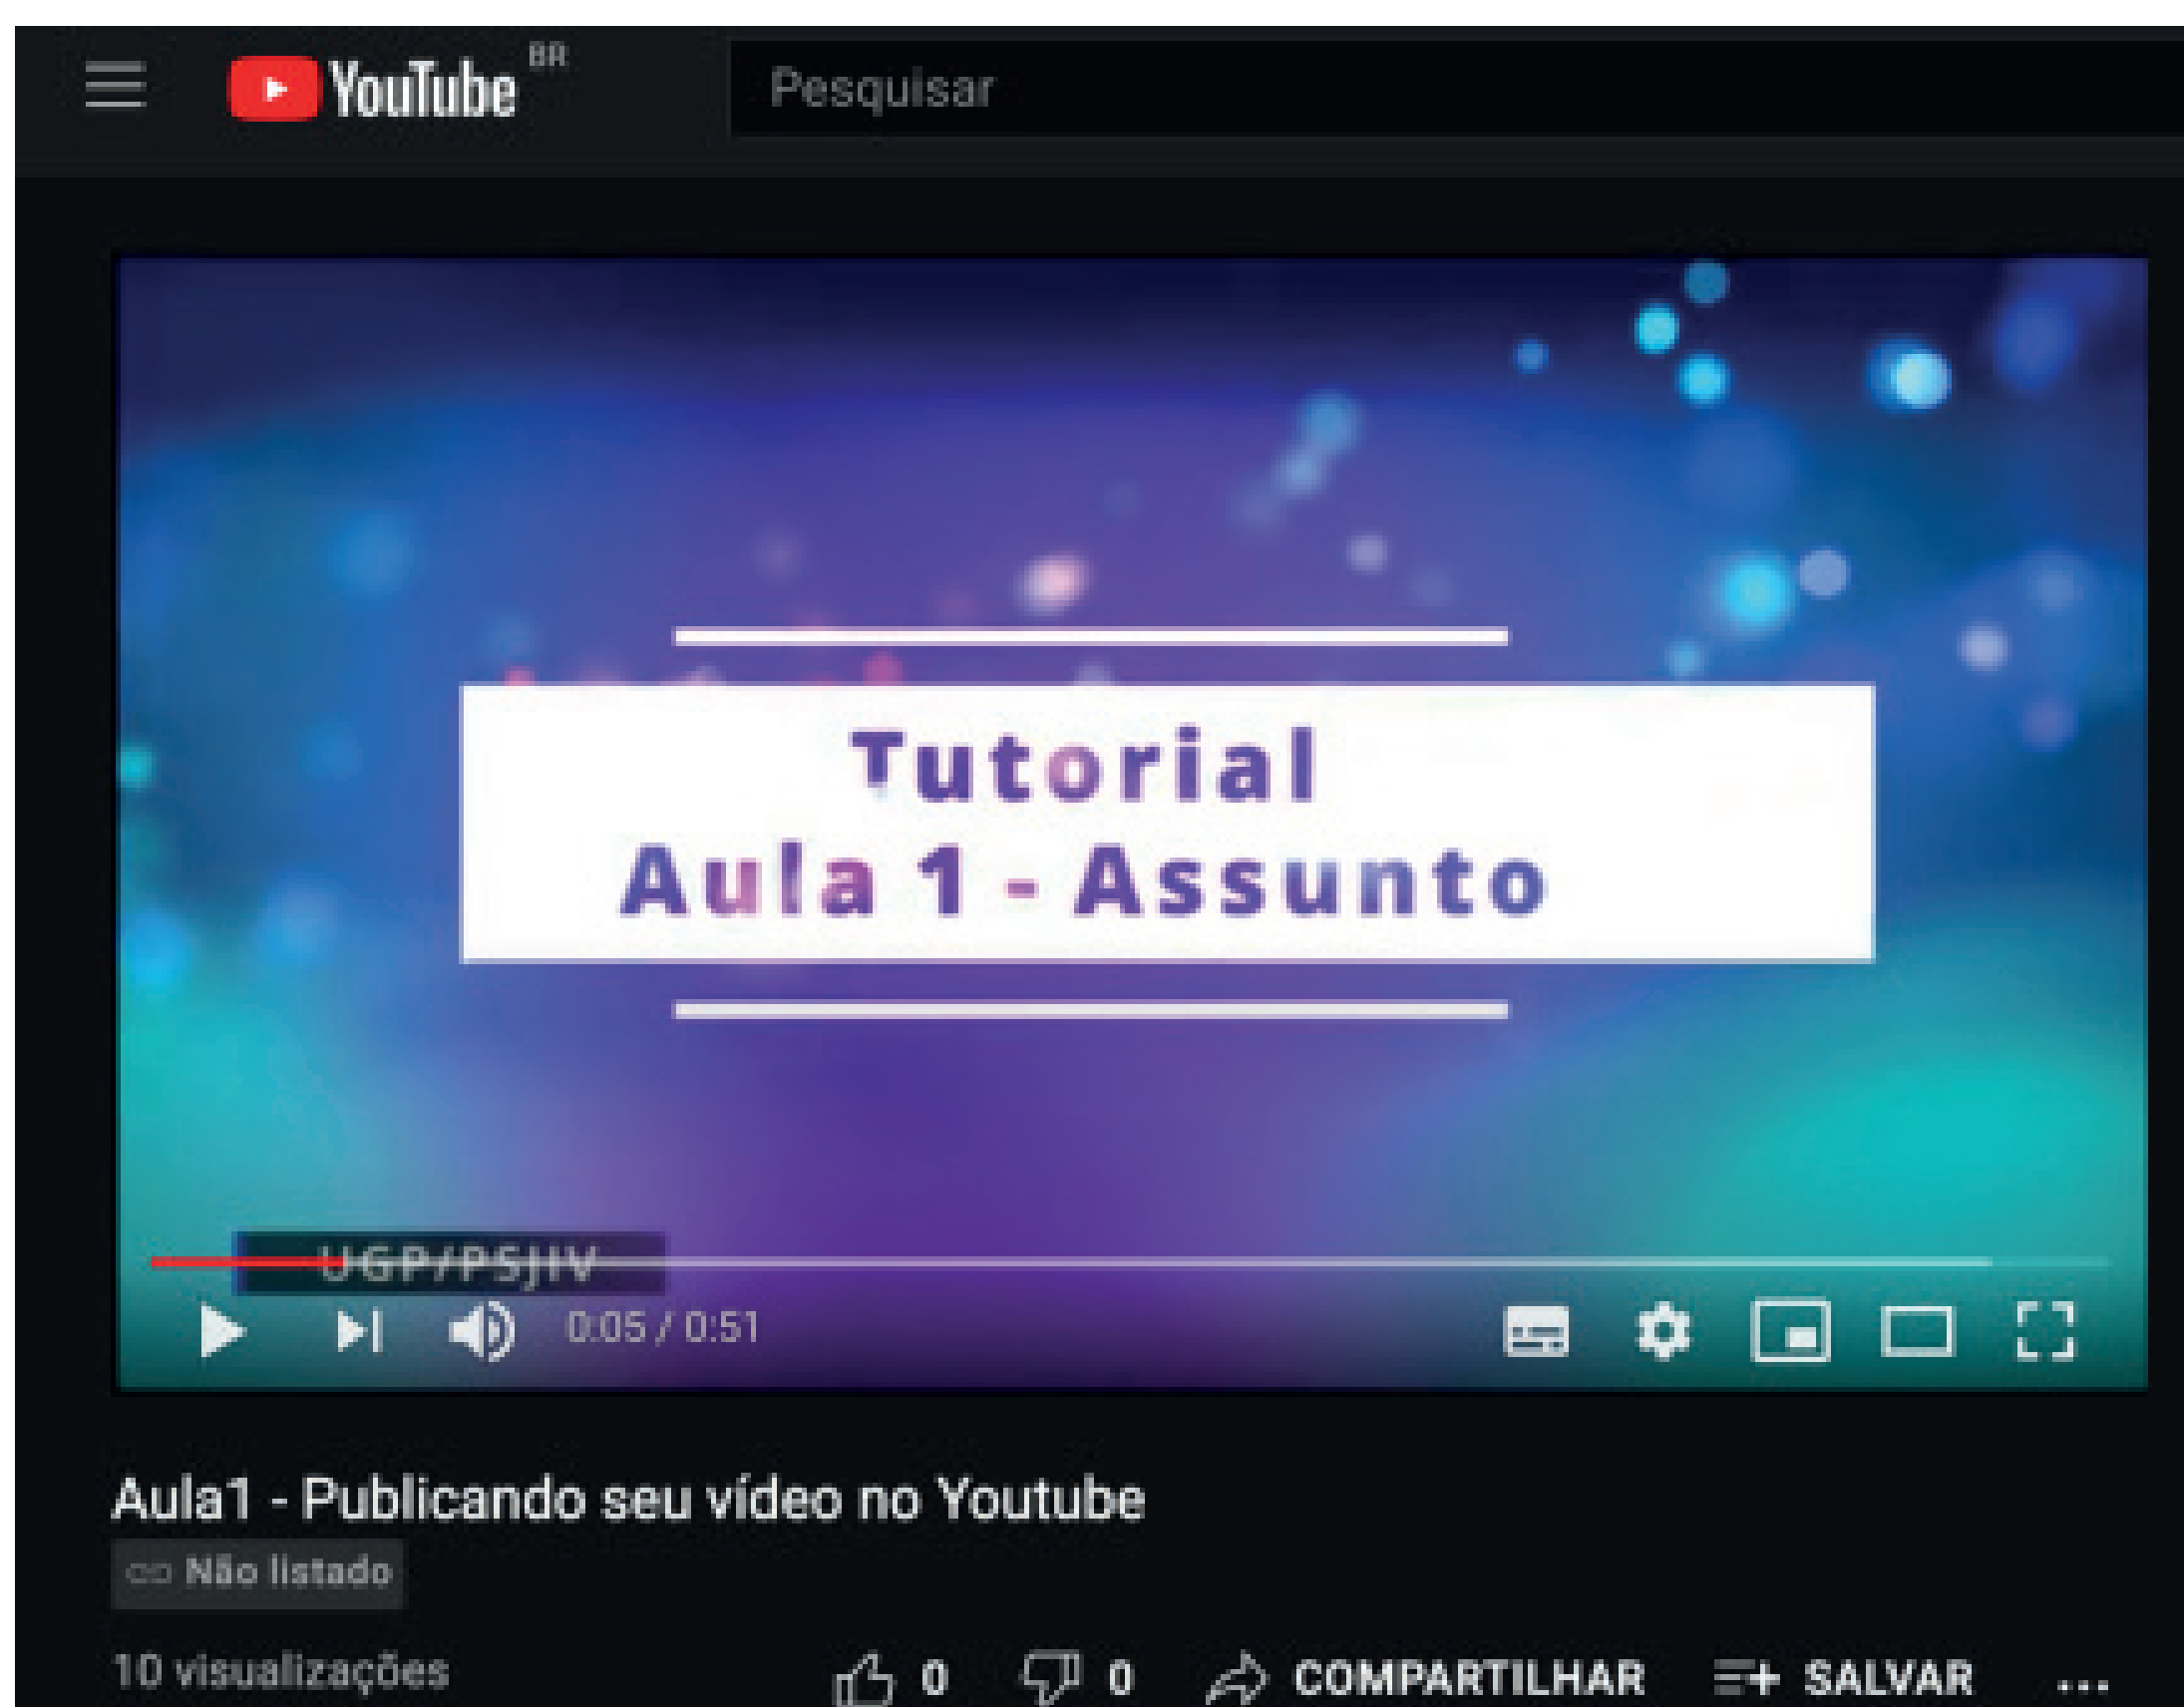 YouTube BR
Pesquisar
Tutorial
Aula 1 - Assunto
UGP/PSJIV
0:05 / 0:51
Aula1 - Publicando seu vídeo no Youtube
Não listado
10 visualizações
0
0
COMPARTILHAR
SALVAR
...